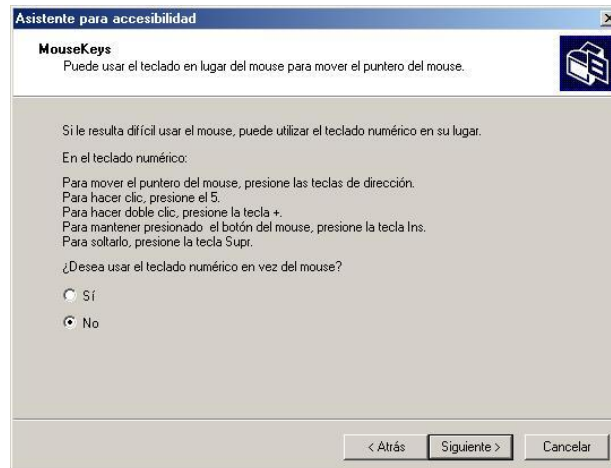 Asistente para accesibilidad
MouseKeys
Puede usar el teclado en lugar del mouse para mover el puntero del mouse.
Si le resulta difícil usar el mouse, puede utilizar el teclado numérico en su lugar.
En el teclado numérico:
Para mover el puntero del mouse, presione las teclas de dirección.
Para hacer clic, presione el 5.
Para hacer doble clic, presione la tecla +.
Para mantener presionado el botón del mouse, presione la tecla Ins.
Para soltarlo, presione la tecla Supr.
¿Desea usar el teclado numérico en vez del mouse?
Sí
No
< Atrás Siguiente > Cancelar